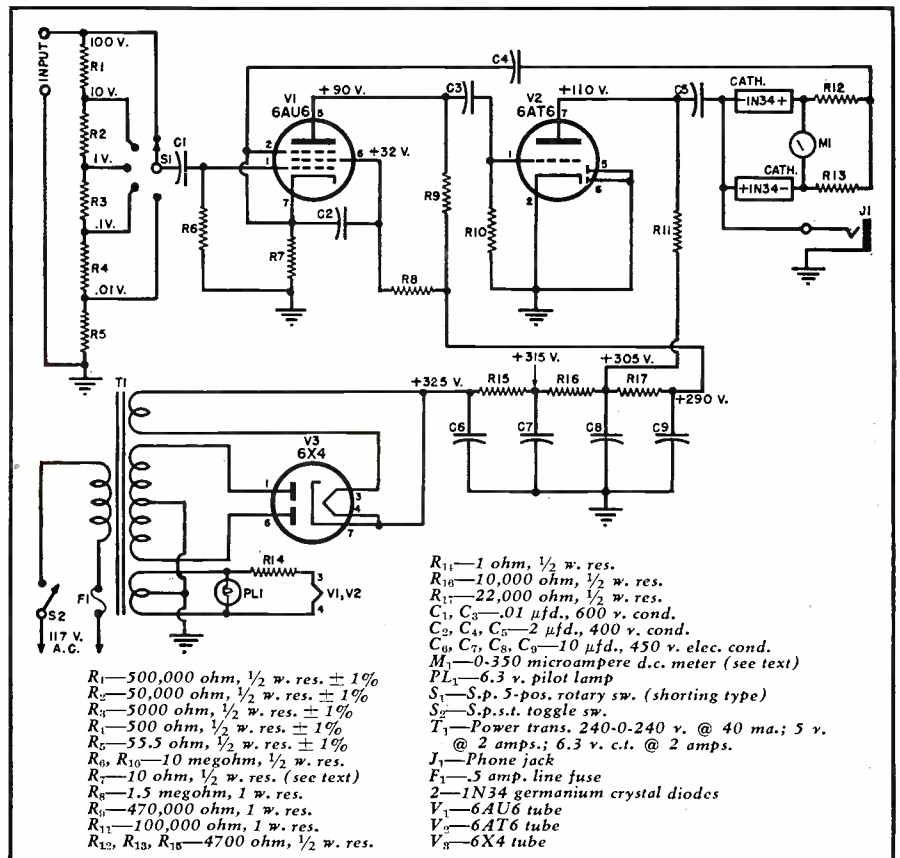 INPUT
100 V.
R1
10 V.
R2
.1V.
S1
C1
R3
.1 V.
R4
.01 V.
R5
R6
V1
6AU6
+90 V.
5
2
1
6
+32 V.
7
C2
R7
R8
C4
C3
R9
R10
V2
6AT6
+110 V.
7
1
2
5
6
R11
C5
CATH.
-1N34+
R12
M1
CATH.
+1N34-
R13
J1
T1
+325 V.
R15
+315 V.
R16
+305 V.
R17
+290 V.
C6
C7
C8
C9
V3
6X4
1
6
3
4
7
R14
PL1
3
4
V1, V2
S2
F1
117 V.
A.C.
R₁—500,000 ohm, ½ w. res. ± 1%
R₂—50,000 ohm, ½ w. res. ± 1%
R₃—5000 ohm, ½ w. res. ± 1%
R₄—500 ohm, ½ w. res. ± 1%
R₅—55.5 ohm, ½ w. res. ± 1%
R₆, R₁₀—10 megohm, ½ w. res.
R₇—10 ohm, ½ w. res. (see text)
R₈—1.5 megohm, 1 w. res.
R₉—470,000 ohm, 1 w. res.
R₁₁—100,000 ohm, 1 w. res.
R₁₂, R₁₃, R₁₅—4700 ohm, ½ w. res.
R₁₄—1 ohm, ½ w. res.
R₁₆—10,000 ohm, ½ w. res.
R₁₇—22,000 ohm, ½ w. res.
C₁, C₃—.01 μfd., 600 v. cond.
C₂, C₄, C₅—2 μfd., 400 v. cond.
C₆, C₇, C₈, C₉—10 μfd., 450 v. elec. cond.
M₁—0-350 microampere d.c. meter (see text)
PL₁—6.3 v. pilot lamp
S₁—S.p. 5-pos. rotary sw. (shorting type)
S₂—S.p.s.t. toggle sw.
T₁—Power trans. 240-0-240 v. @ 40 ma.; 5 v.
@ 2 amps.; 6.3 v. c.t. @ 2 amps.
J₁—Phone jack
F₁—.5 amp. line fuse
2—1N34 germanium crystal diodes
V₁—6AU6 tube
V₂—6AT6 tube
V₃—6X4 tube